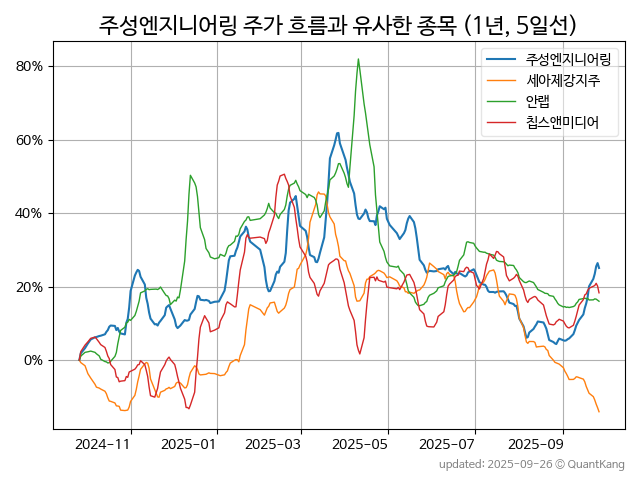 주성엔지니어링 주가 흐름과 유사한 종목 (1년, 5일선)
주성엔지니어링
세아제강지주
안랩
칩스앤미디어
80%
60%
40%
20%
0%
2024-11 2025-01 2025-03 2025-05 2025-07 2025-09
updated: 2025-09-26 © QuantKang